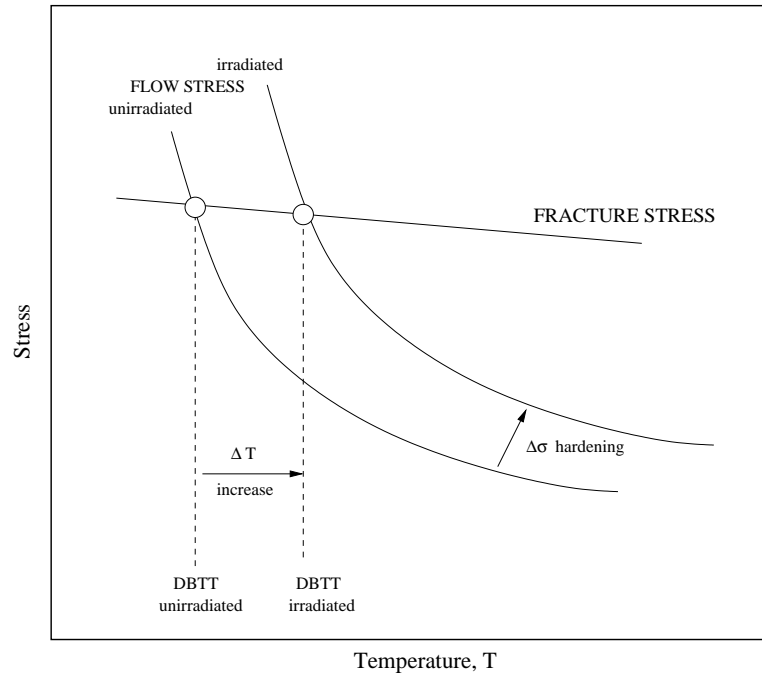 irradiated
FLOW STRESS
unirradiated
FRACTURE STRESS
Stress
Δσ hardening
Δ T
increase
DBTT
unirradiated
DBTT
irradiated
Temperature, T